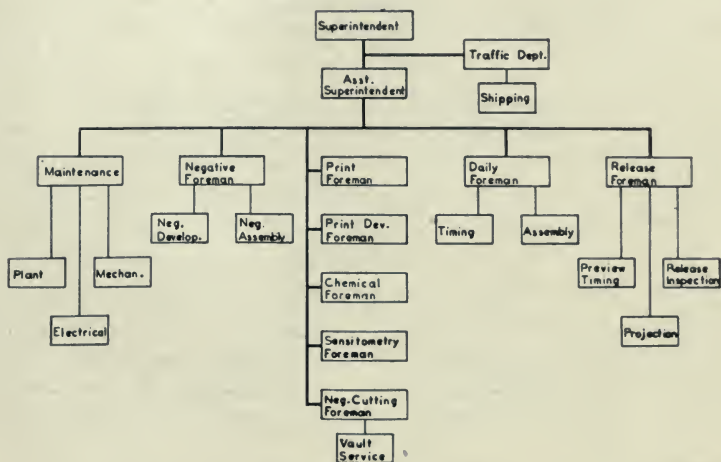 Superintendent
Traffic Dept.
Asst.
Superintendent
Shipping
Maintenance
Negative
Foreman
Print
Foreman
Daily
Foreman
Release
Foreman
Neg.
Develop.
Neg.
Assembly
Print Dev.
Foreman
Timing
Assembly
Plant
Mechan.
Chemical
Foreman
Preview
Timing
Release
Inspection
Electrical
Sensitometry
Foreman
Projection
Neg.Cutting
Foreman
Vault
Service